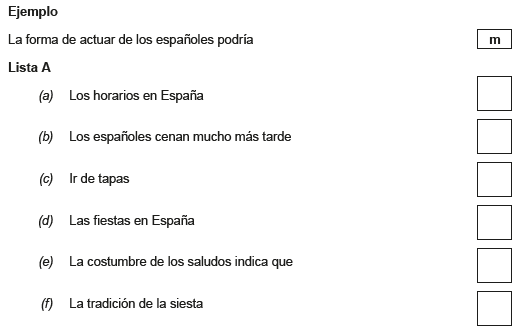 Ejemplo
La forma de actuar de los españoles podría m
Lista A
(a) Los horarios en España
(b) Los españoles cenan mucho más tarde
(c) Ir de tapas
(d) Las fiestas en España
(e) La costumbre de los saludos indica que
(f) La tradición de la siesta